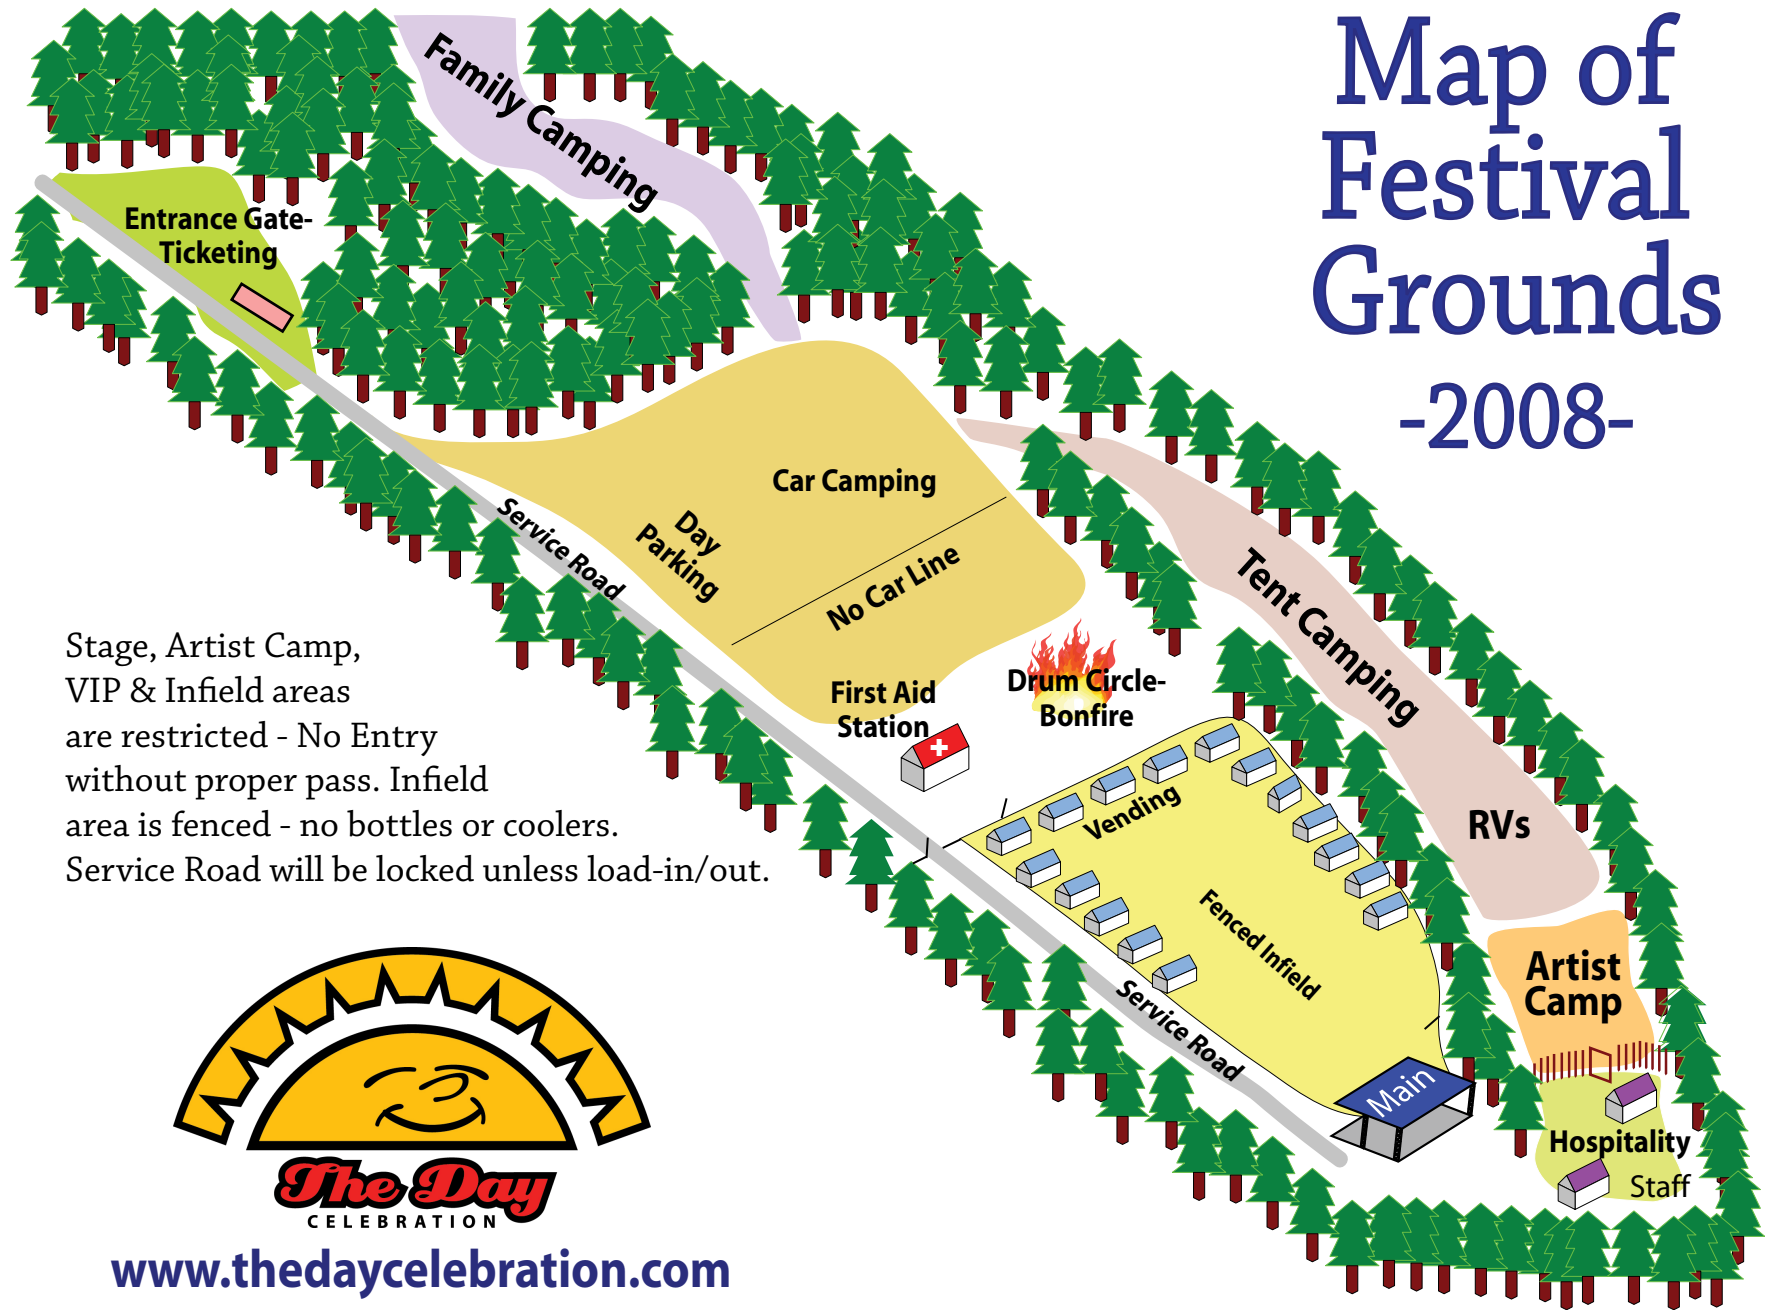 Map of
Festival
Grounds
-2008-
Family Camping
Entrance Gate-
Ticketing
Car Camping
Day
Parking
No Car Line
Service Road
Tent Camping
RVs
First Aid
Station
Drum Circle-
Bonfire
Vending
Fenced Infield
Service Road
Main
Artist
Camp
Hospitality
Staff
Stage, Artist Camp,
VIP & Infield areas
are restricted - No Entry
without proper pass. Infield
area is fenced - no bottles or coolers.
Service Road will be locked unless load-in/out.
The Day
CELEBRATION
www.thedaycelebration.com